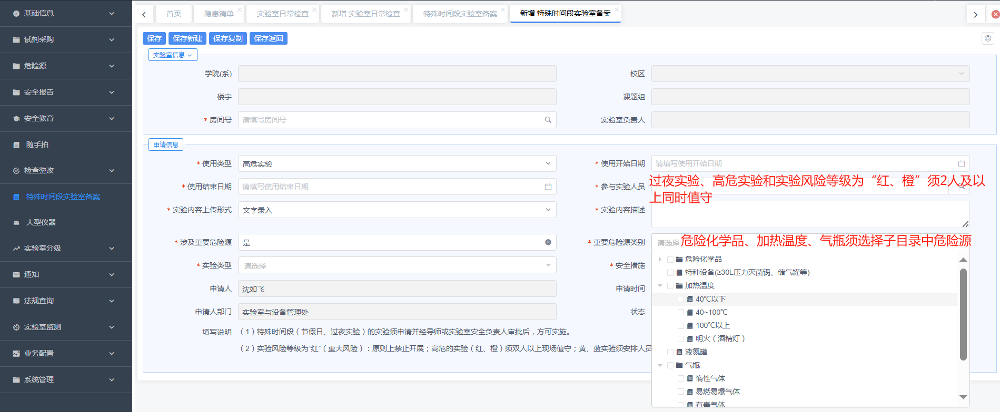 基础信息
试剂采购
危险源
安全报告
安全教育
随手拍
检查整改
特殊时间段实验室备案
大型仪器
实验室分级
通知
法规查询
实验室监测
业务配置
系统管理
首页 隐患清单 实验室日常检查 新增 实验室日常检查 特殊时间段实验室备案 新增 特殊时间段实验室备案
保存 保存新建 保存复制 保存返回
实验室信息
学院(系) 校区
楼宇 课题组
* 房间号 请填写房间号 实验室负责人
申请信息
* 使用类型 高危实验 * 使用开始日期 请填写使用开始日期
* 使用结束日期 请填写使用结束日期 * 参与实验人员
过夜实验、高危实验和实验风险等级为“红、橙”须2人及以
上同时值守
* 实验内容上传形式 文字录入 * 实验内容描述
* 涉及重要危险源 是 * 重要危险源类别 请选择
危险化学品、加热温度、气瓶须选择子目录中危险源
* 实验类型 请选择 * 安全措施
申请人 沈如飞 申请时间
申请人部门 实验室与设备管理处 状态
填写说明 （1）特殊时间段（节假日、过夜实验）的实验须申请并经导师或实验室安全负责人审批后，方可实施。
（2）实验风险等级为“红”（重大风险）：原则上禁止开展；高危的实验（红、橙）须双人以上现场值守；黄、蓝实验须安排人员
危险化学品
特种设备(≥30L压力灭菌锅、储气罐等)
加热温度
40℃以下
40~100℃
100℃以上
明火（酒精灯）
液氮罐
气瓶
惰性气体
易燃易爆气体
有毒气体